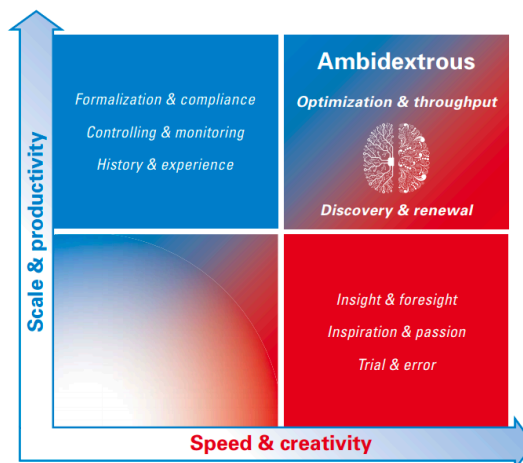 Scale & productivity
Formalization & compliance
Controlling & monitoring
History & experience
Ambidextrous
Optimization & throughput
Discovery & renewal
Insight & foresight
Inspiration & passion
Trial & error
Speed & creativity